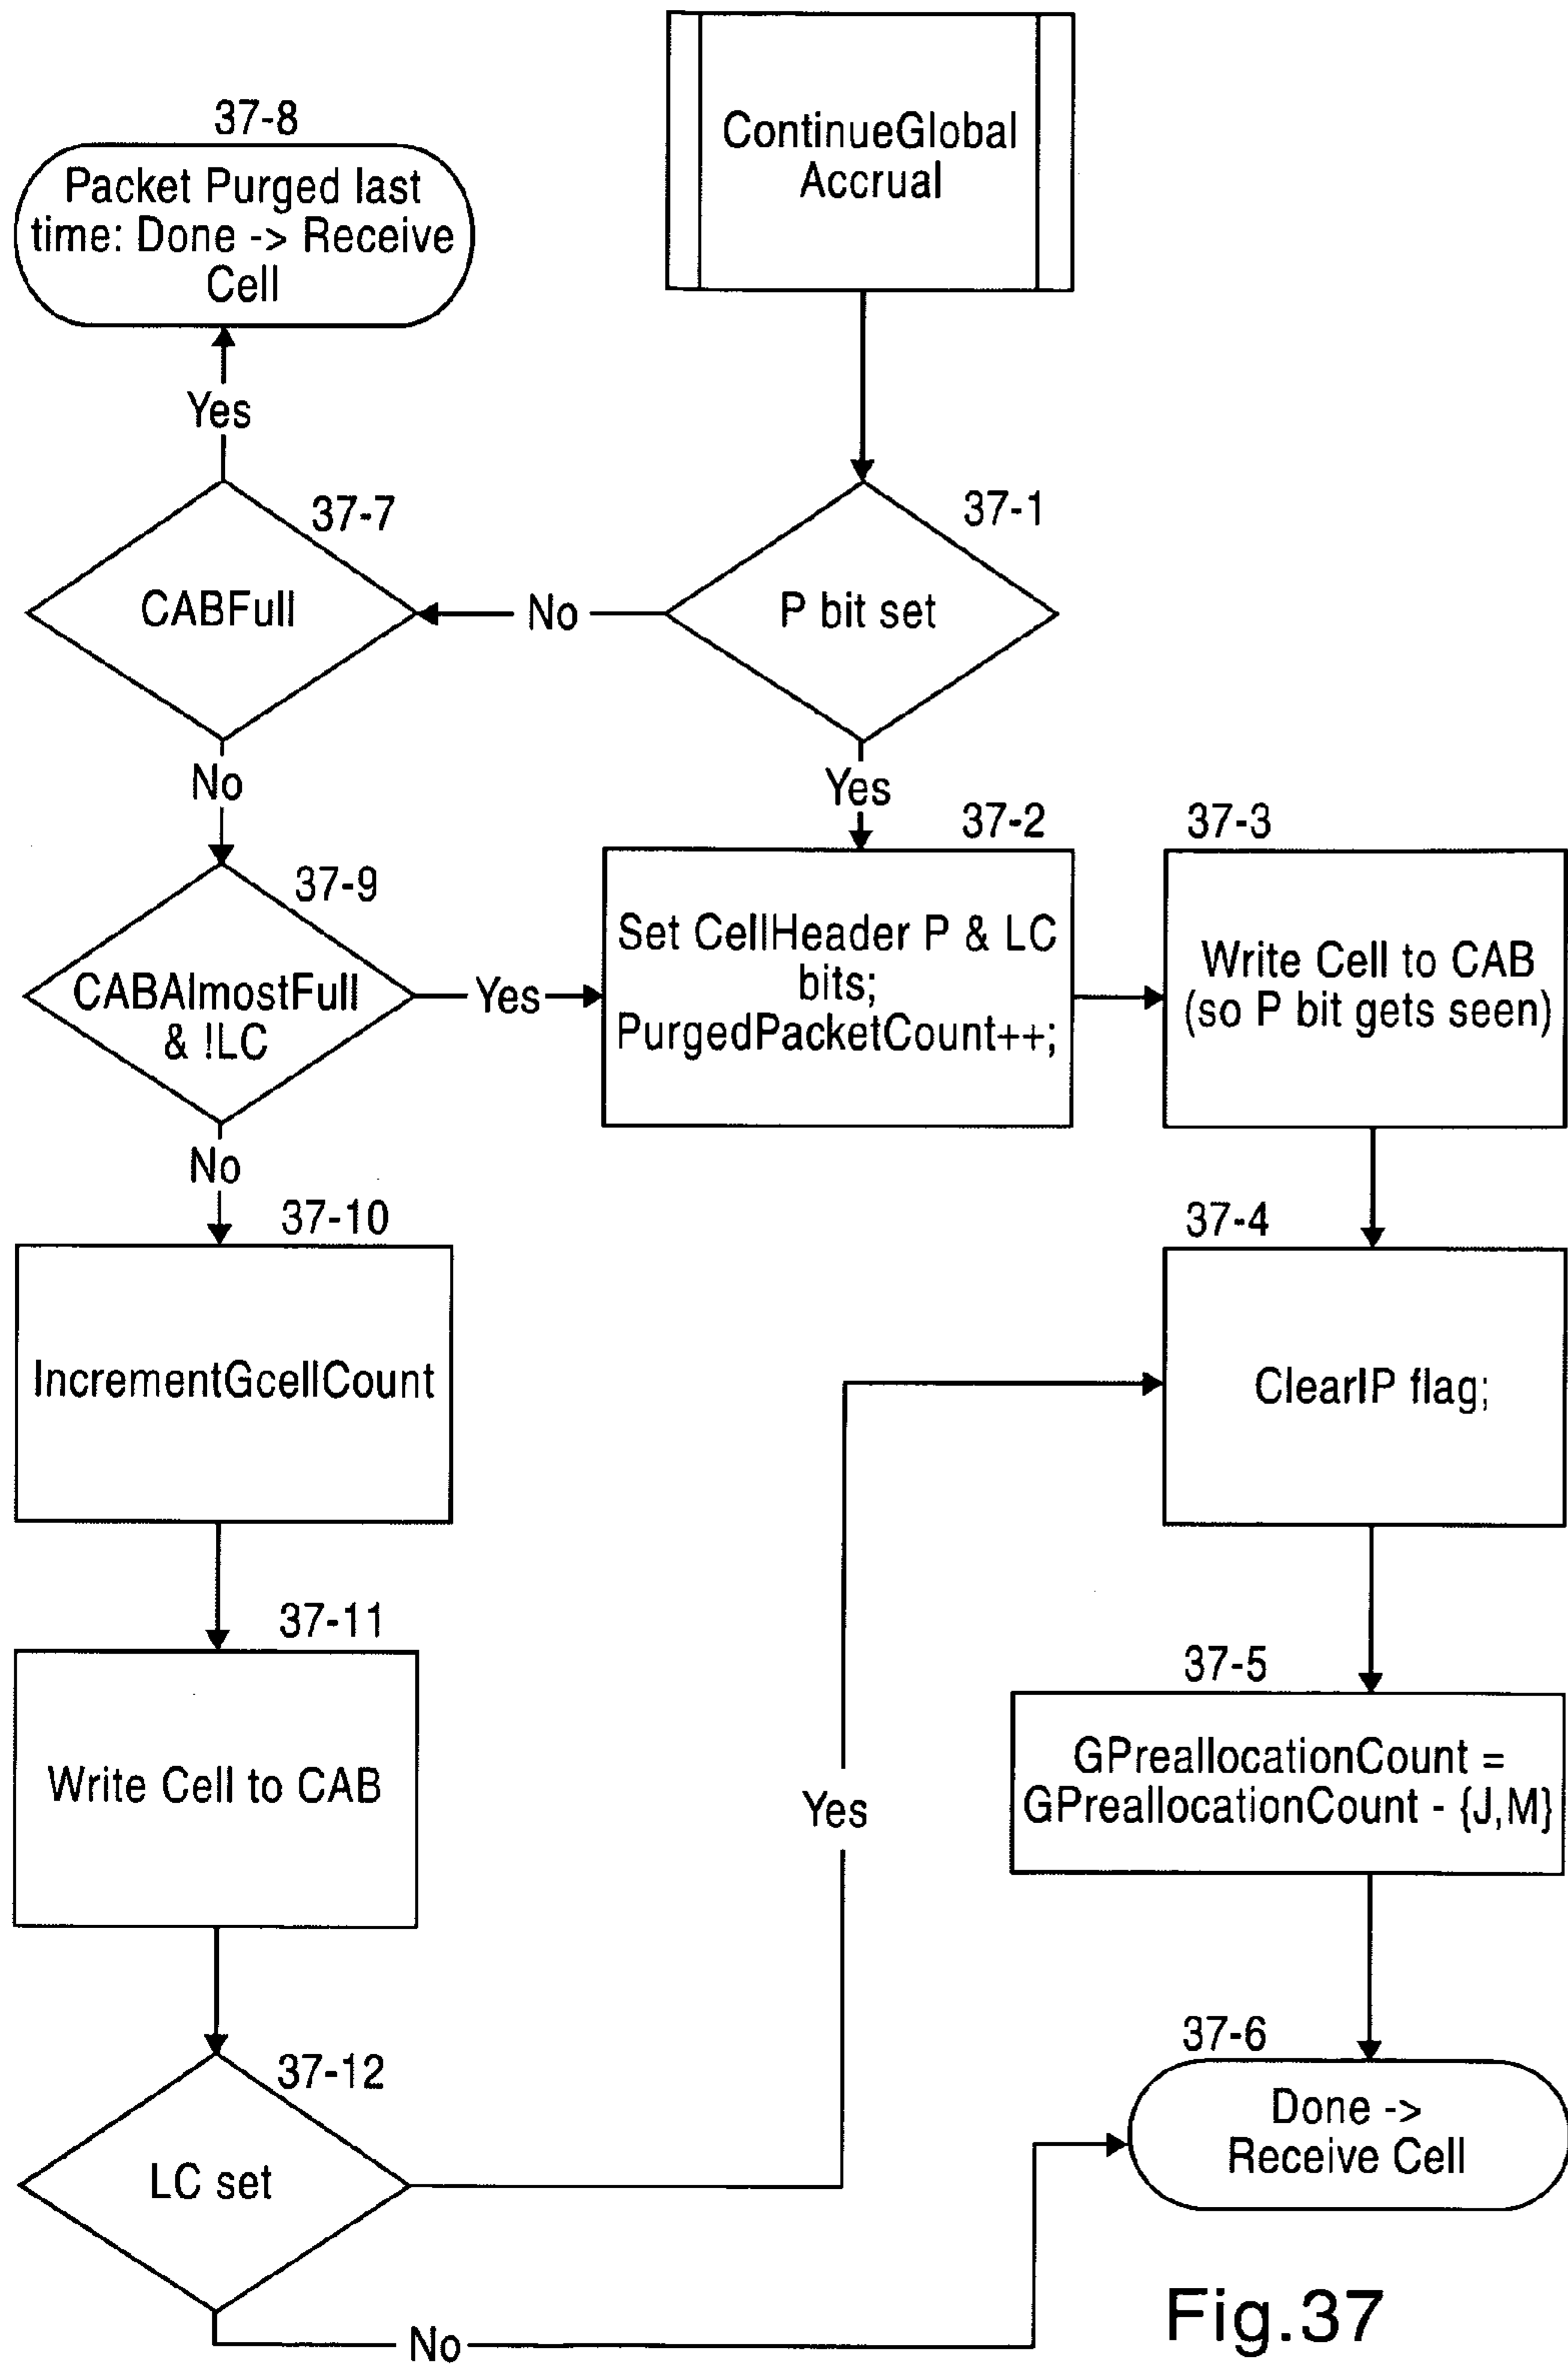 ContinueGlobal
Accrual
37-8
Packet Purged last
time: Done -> Receive
Cell
Yes
37-7
CABFull
No
37-1
P bit set
No
Yes
37-9
CABAlmostFull
& !LC
Yes
37-2
Set CellHeader P & LC
bits;
PurgedPacketCount++;
37-3
Write Cell to CAB
(so P bit gets seen)
No
37-10
IncrementGcellCount
37-4
ClearIP flag;
37-11
Write Cell to CAB
37-5
GPreallocationCount =
GPreallocationCount - {J,M}
Yes
37-12
LC set
37-6
Done ->
Receive Cell
No
Fig.37